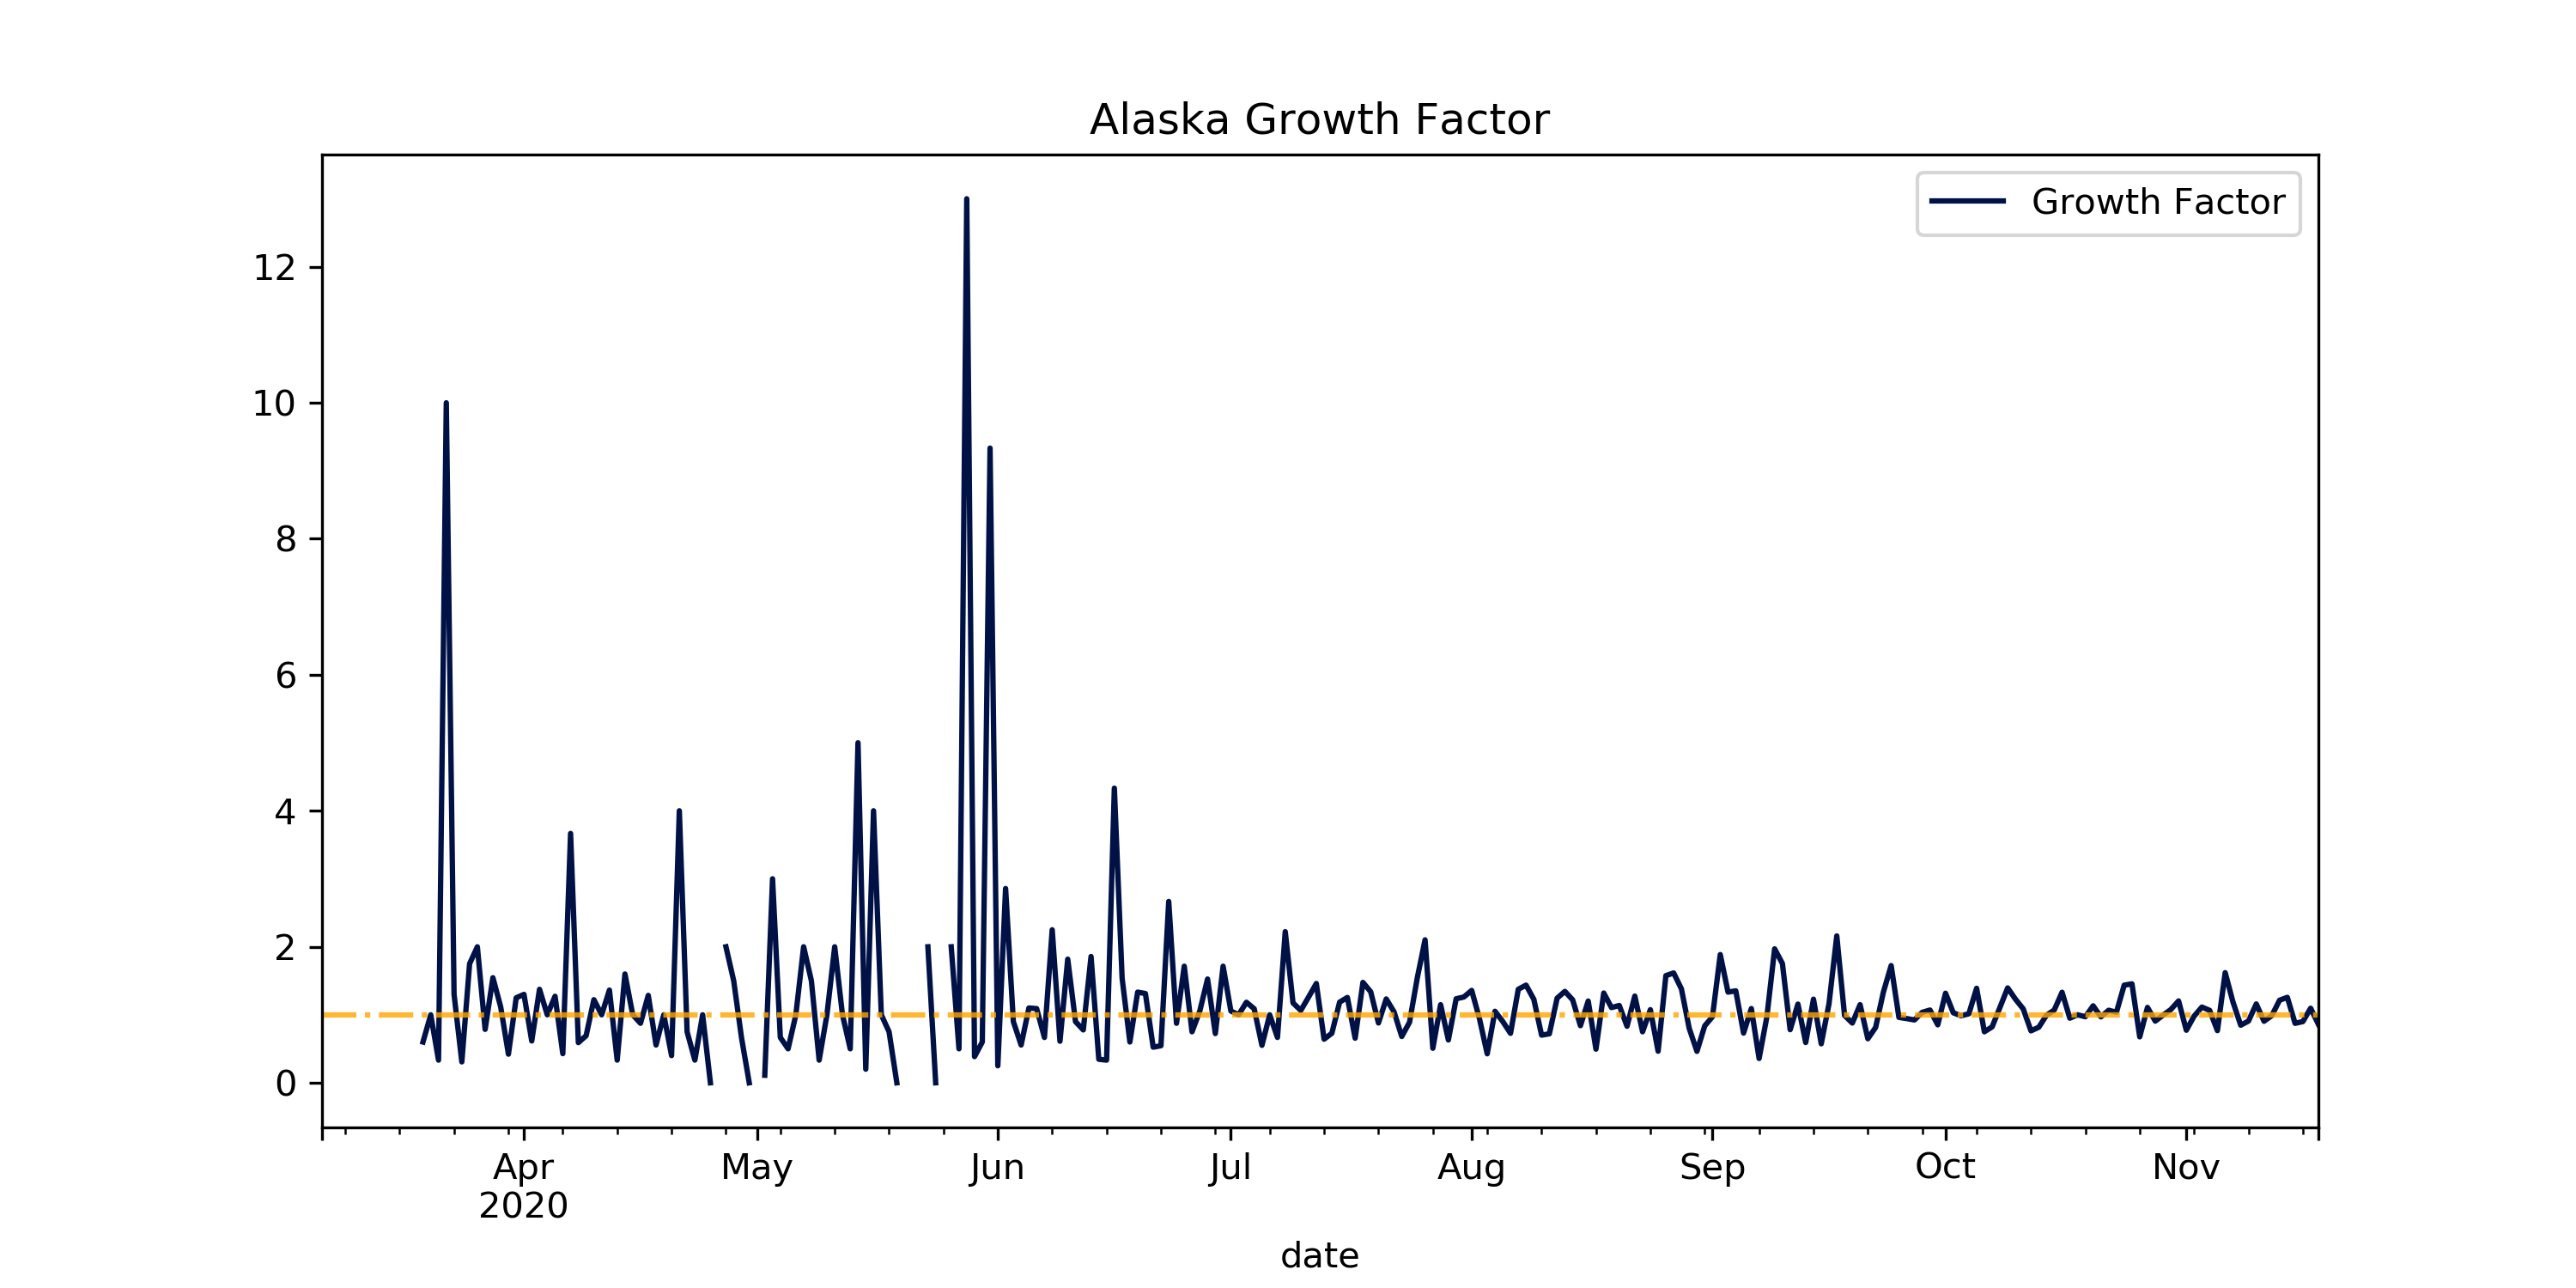 Alaska Growth Factor
Growth Factor
12
10
8
6
4
2
0
Apr
2020
May
Jun
Jul
Aug
Sep
Oct
Nov
date